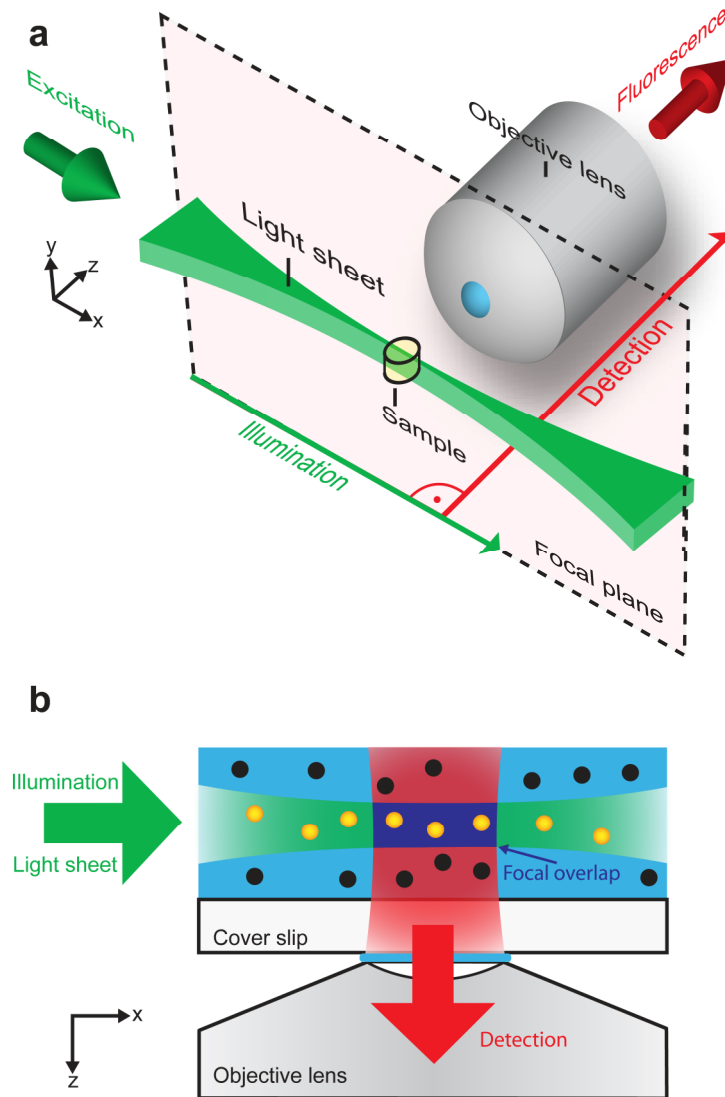 a
Excitation
Fluorescence
Objective lens
Light sheet
y
z
x
Sample
Detection
Illumination
Focal plane
b
Illumination
Light sheet
Focal overlap
Cover slip
x
z
Detection
Objective lens